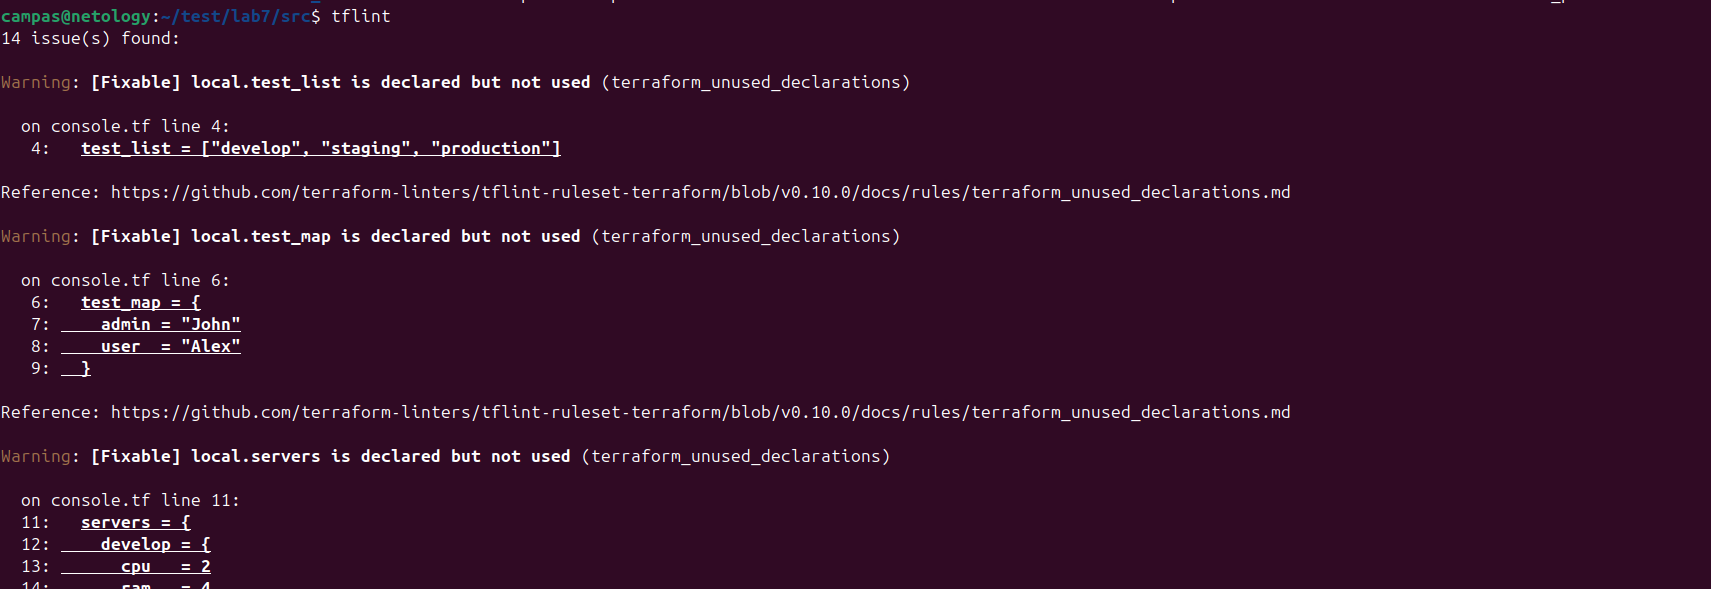 campas@netology:~/test/lab7/src$ tflint
14 issue(s) found:
Warning: [Fixable] local.test_list is declared but not used (terraform_unused_declarations)
  on console.tf line 4:
   4:   test_list = ["develop", "staging", "production"]
Reference: https://github.com/terraform-linters/tflint-ruleset-terraform/blob/v0.10.0/docs/rules/terraform_unused_declarations.md
Warning: [Fixable] local.test_map is declared but not used (terraform_unused_declarations)
  on console.tf line 6:
   6:   test_map = {
   7:     admin = "John"
   8:     user  = "Alex"
   9:   }
Reference: https://github.com/terraform-linters/tflint-ruleset-terraform/blob/v0.10.0/docs/rules/terraform_unused_declarations.md
Warning: [Fixable] local.servers is declared but not used (terraform_unused_declarations)
  on console.tf line 11:
  11:   servers = {
  12:     develop = {
  13:       cpu   = 2
  14:       ram   = 4